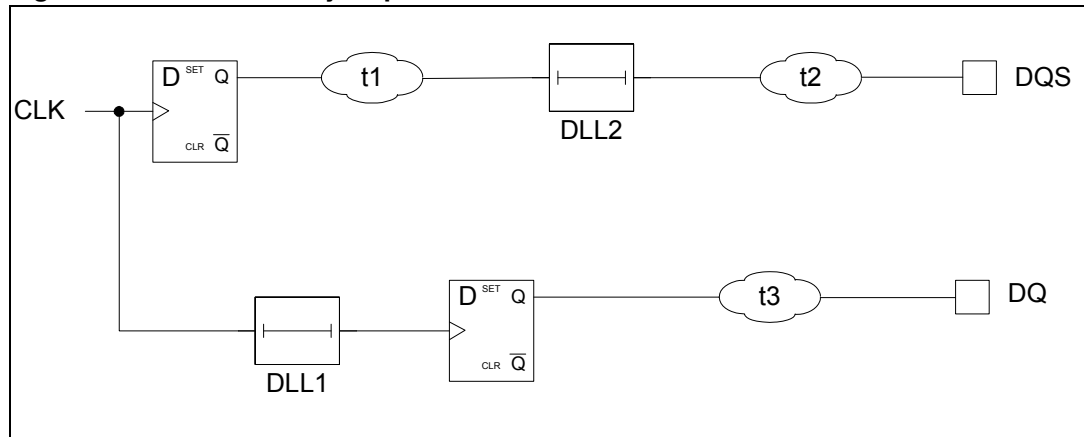 CLK
D SET Q
CLR Q
t1
DLL2
t2
DQS
DLL1
D SET Q
CLR Q
t3
DQ